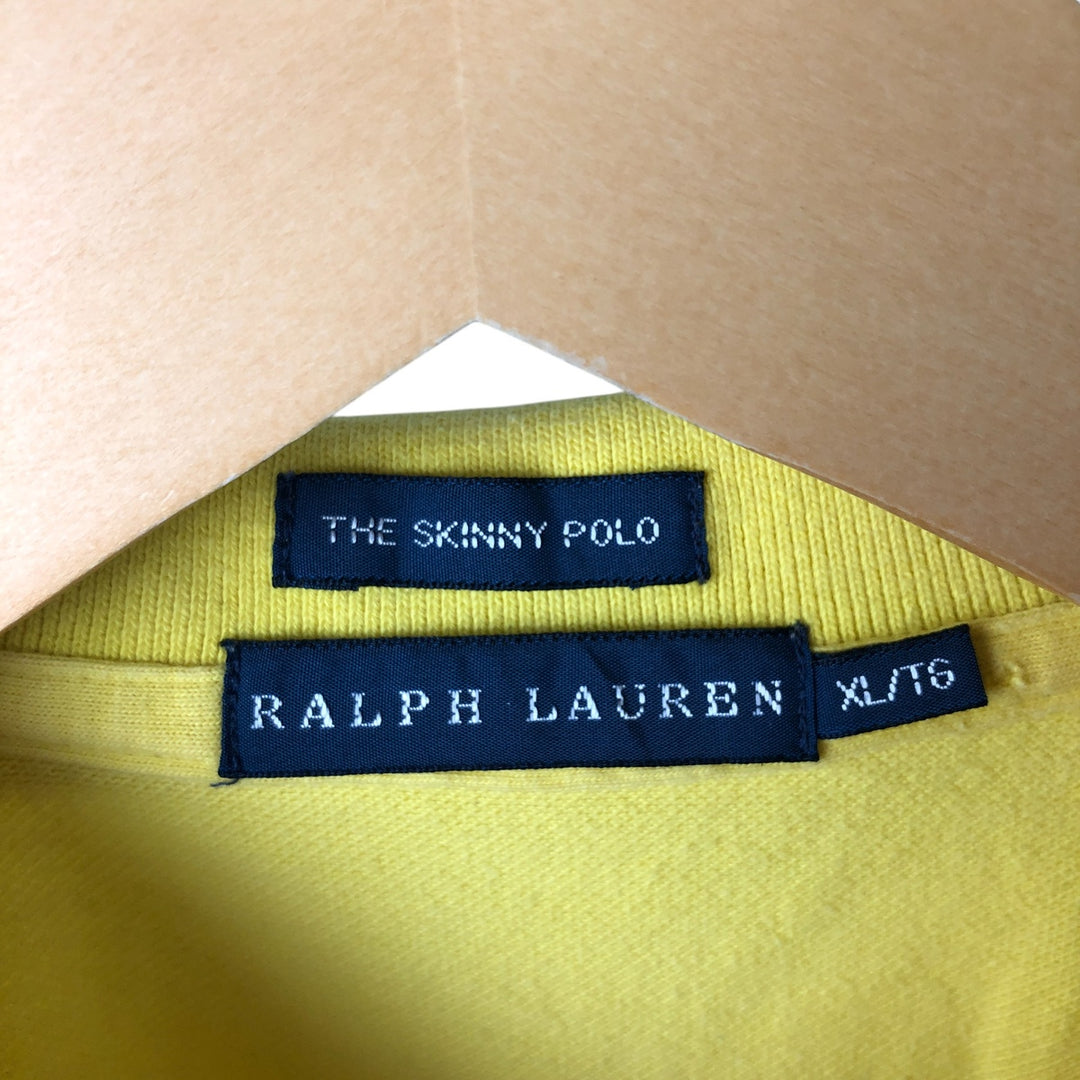 THE SKINNY POLO
RALPH LAUREN
XL/TG